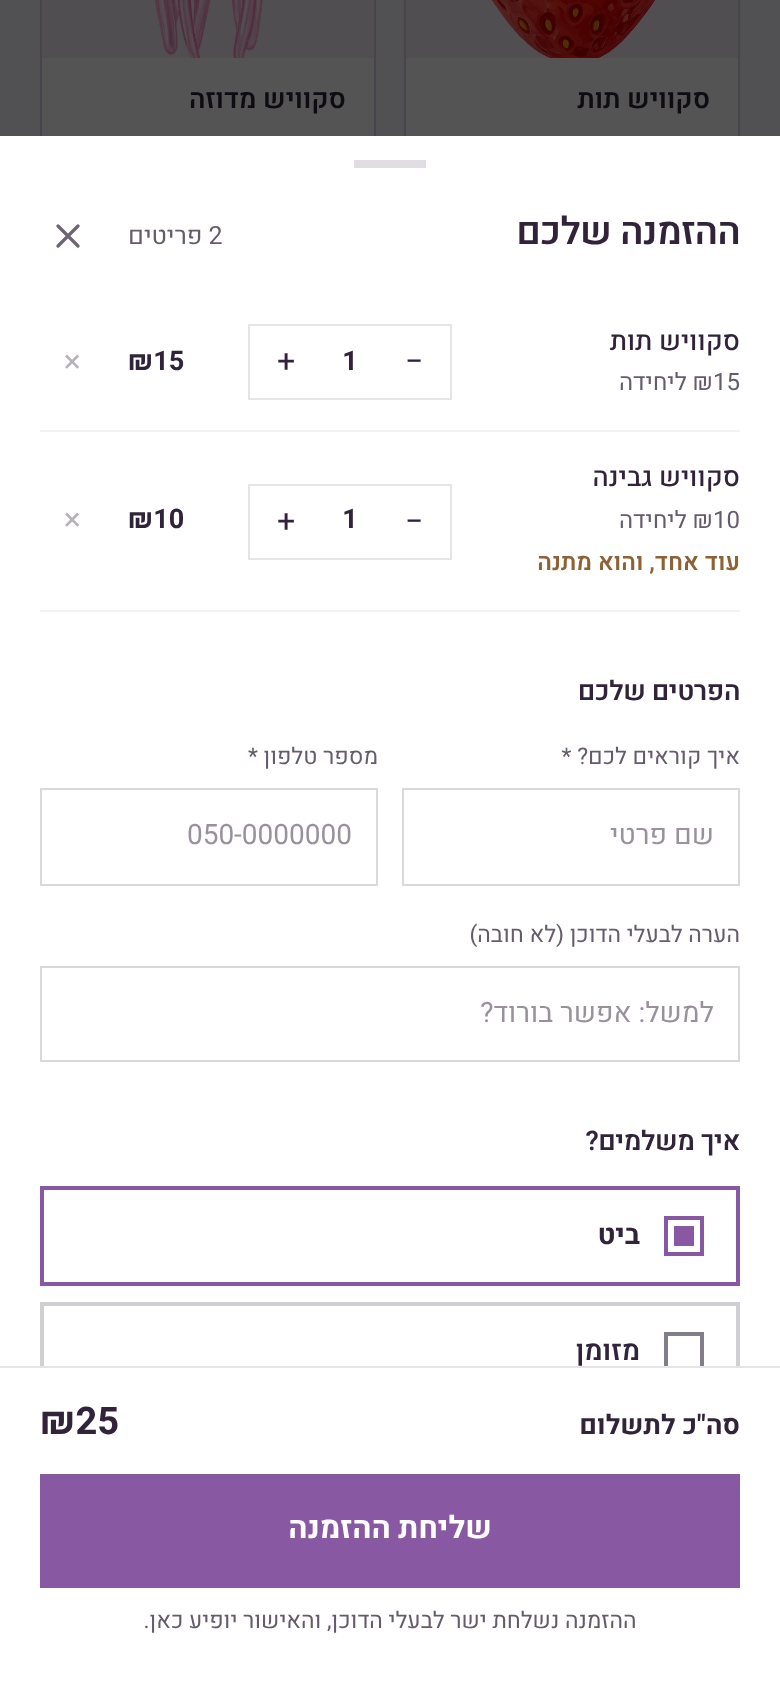 סקוויש תות
סקוויש מדוזה
ההזמנה שלכם
2 פריטים
סקוויש תות
₪15 ליחידה
− 1 +
₪15
×
סקוויש גבינה
₪10 ליחידה
עוד אחד, והוא מתנה
− 1 +
₪10
×
הפרטים שלכם
איך קוראים לכם? *
מספר טלפון *
שם פרטי
050-0000000
הערה לבעלי הדוכן (לא חובה)
למשל: אפשר בורוד?
איך משלמים?
ביט
מזומן
סה"כ לתשלום
₪25
שליחת ההזמנה
ההזמנה נשלחת ישר לבעלי הדוכן, והאישור יופיע כאן.